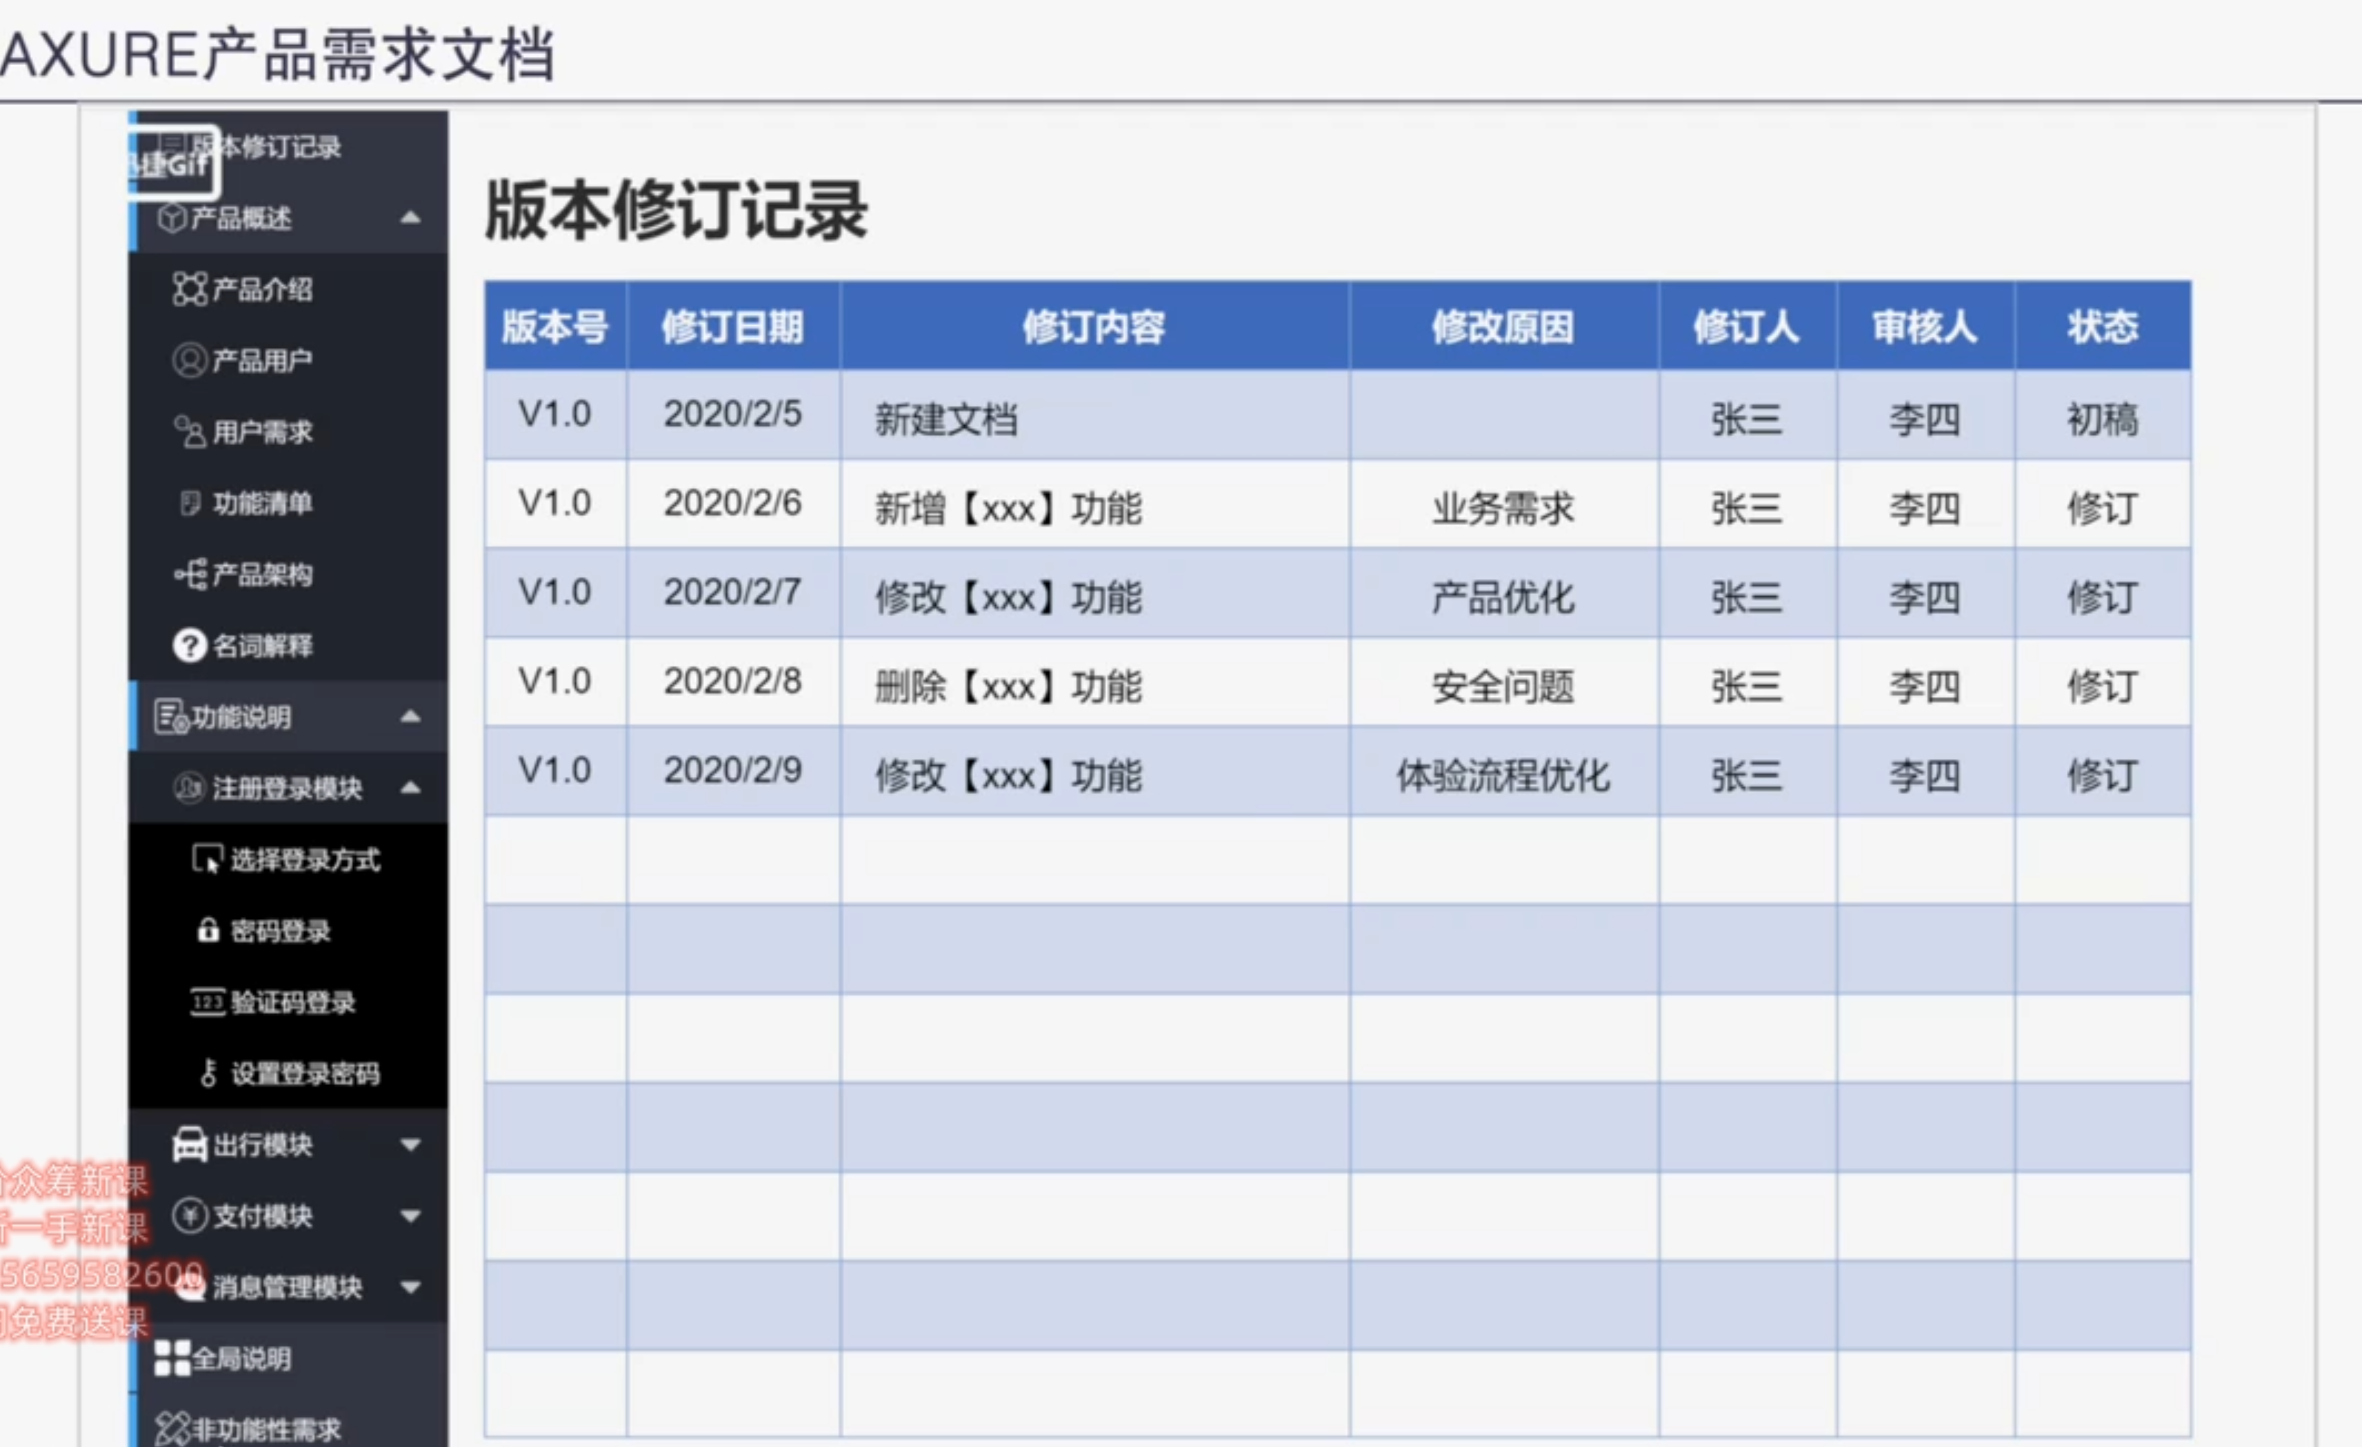 AXURE产品需求文档
版本修订记录
捷Gif
产品概述
产品介绍
产品用户
用户需求
功能清单
产品架构
名词解释
功能说明
注册登录模块
选择登录方式
密码登录
123 验证码登录
设置登录密码
出行模块
支付模块
消息管理模块
全局说明
非功能性需求
众筹新课
一手新课
5659582600
免费送课
版本修订记录
版本号 修订日期 修订内容 修改原因 修订人 审核人 状态
V1.0 2020/2/5 新建文档 张三 李四 初稿
V1.0 2020/2/6 新增【xxx】功能 业务需求 张三 李四 修订
V1.0 2020/2/7 修改【xxx】功能 产品优化 张三 李四 修订
V1.0 2020/2/8 删除【xxx】功能 安全问题 张三 李四 修订
V1.0 2020/2/9 修改【xxx】功能 体验流程优化 张三 李四 修订